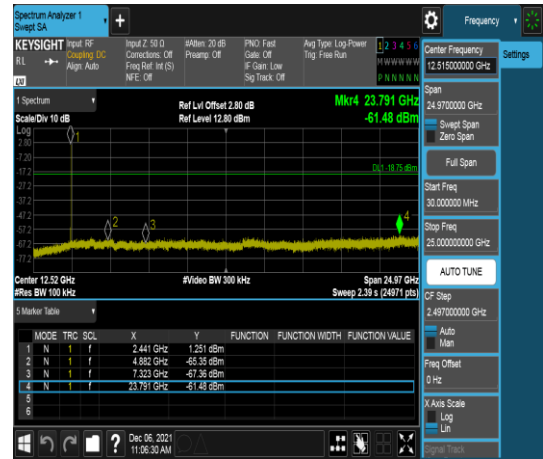 Spectrum Analyzer 1
Swept SA
+
Frequency
KEYSIGHT
RL
LXI
Input: RF
Coupling: DC
Align: Auto
Input Z: 50 Ω
Corrections: Off
Freq Ref: Int (S)
NFE: Off
#Atten: 20 dB
Preamp: Off
PNO: Fast
Gate: Off
IF Gain: Low
Sig Track: Off
Avg Type: Log-Power
Trig: Free Run
1 2 3 4 5 6
M W W W W W
P N N N N N
1 Spectrum
Scale/Div 10 dB
Ref Lvl Offset 2.80 dB
Ref Level 12.80 dBm
Mkr4 23.791 GHz
-61.48 dBm
Log
2.80
-7.20
-17.2
-27.2
-37.2
-47.2
-57.2
-67.2
-77.2
1
2
3
4
DL1 -18.75 dBm
Center 12.52 GHz
#Res BW 100 kHz
#Video BW 300 kHz
Span 24.97 GHz
Sweep 2.39 s (24971 pts)
5 Marker Table
MODE TRC SCL X Y FUNCTION FUNCTION WIDTH FUNCTION VALUE
1 N 1 f 2.441 GHz 1.251 dBm
2 N 1 f 4.882 GHz -65.35 dBm
3 N 1 f 7.323 GHz -67.36 dBm
4 N 1 f 23.791 GHz -61.48 dBm
5
6
?
Dec 06, 2021
11:06:30 AM
Center Frequency
12.515000000 GHz
Settings
Span
24.9700000 GHz
Swept Span
Zero Span
Full Span
Start Freq
30.000000 MHz
Stop Freq
25.000000000 GHz
AUTO TUNE
CF Step
2.497000000 GHz
Auto
Man
Freq Offset
0 Hz
X Axis Scale
Log
Lin
Signal Track